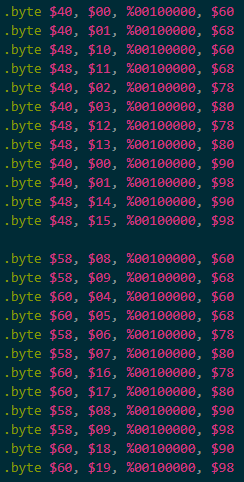 .byte $40, $00, %00100000, $60
.byte $40, $01, %00100000, $68
.byte $48, $10, %00100000, $60
.byte $48, $11, %00100000, $68
.byte $40, $02, %00100000, $78
.byte $40, $03, %00100000, $80
.byte $48, $12, %00100000, $78
.byte $48, $13, %00100000, $80
.byte $40, $00, %00100000, $90
.byte $40, $01, %00100000, $98
.byte $48, $14, %00100000, $90
.byte $48, $15, %00100000, $98

.byte $58, $08, %00100000, $60
.byte $58, $09, %00100000, $68
.byte $60, $04, %00100000, $60
.byte $60, $05, %00100000, $68
.byte $58, $06, %00100000, $78
.byte $58, $07, %00100000, $80
.byte $60, $16, %00100000, $78
.byte $60, $17, %00100000, $80
.byte $58, $08, %00100000, $90
.byte $58, $09, %00100000, $98
.byte $60, $18, %00100000, $90
.byte $60, $19, %00100000, $98